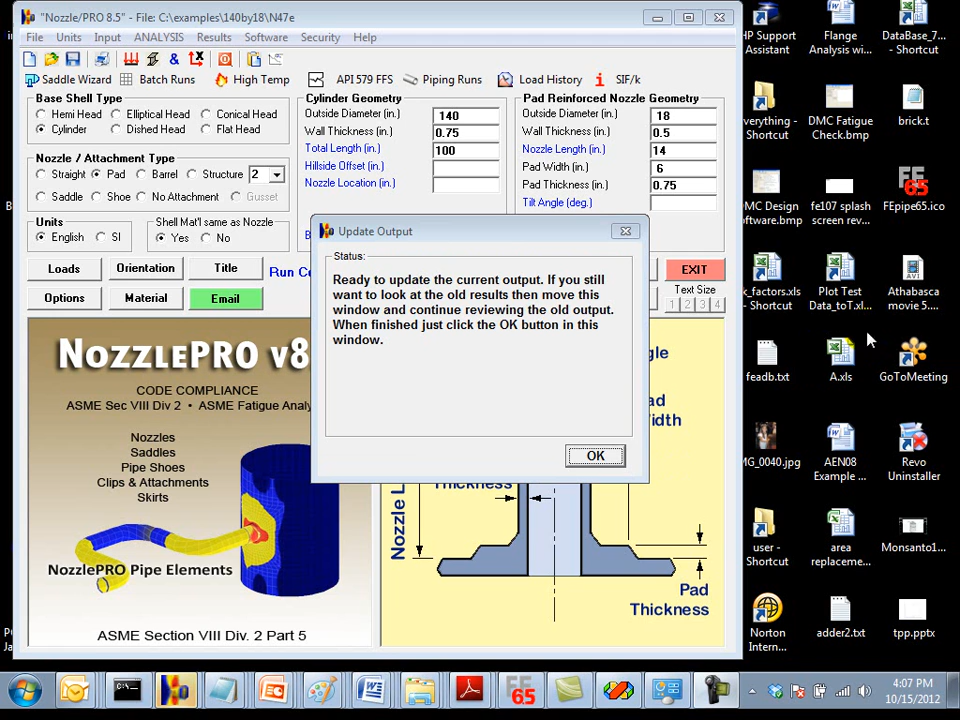 "Nozzle/PRO 8.5" - File: C:\examples\140by18\N47e
File Units Input ANALYSIS Results Software Security Help
Saddle Wizard Batch Runs High Temp API 579 FFS Piping Runs Load History SIF/k
Base Shell Type
Hemi Head Elliptical Head Conical Head
Cylinder Dished Head Flat Head
Nozzle / Attachment Type
Straight Pad Barrel Structure 2
Saddle Shoe No Attachment Gusset
Units
English SI
Shell Mat'l same as Nozzle
Yes No
Cylinder Geometry
Outside Diameter (in.) 140
Wall Thickness (in.) 0.75
Total Length (in.) 100
Hillside Offset (in.)
Nozzle Location (in.)
Pad Reinforced Nozzle Geometry
Outside Diameter (in.) 18
Wall Thickness (in.) 0.5
Nozzle Length (in.) 14
Pad Width (in.) 6
Pad Thickness (in.) 0.75
Tilt Angle (deg.)
Loads Orientation Title
Options Material Email
EXIT
Text Size
1 2 3 4
Update Output
Status:
Ready to update the current output. If you still
want to look at the old results then move this
window and continue reviewing the old output.
When finished just click the OK button in this
window.
OK
NOZZLEPRO V8
CODE COMPLIANCE
ASME Sec VIII Div 2 • ASME Fatigue
Nozzles
Saddles
Pipe Shoes
Clips & Attachments
Skirts
NozzlePRO Pipe Elements
ASME Section VIII Div. 2 Part 5
Thickness
Nozzle
Pad
Thickness
HP Support
Assistant
Flange
Analysis wi...
DataBase_7...
- Shortcut
Shortcut
DMC Fatigue
Check.bmp
brick.t
fe107 splash
screen rev...
FEpipe65.ico
Shortcut
Plot Test
Data_toT.xl...
Athabasca
movie 5....
feadb.txt
A.xls
GoToMeeting
AEN08
Example ...
Revo
Uninstaller
user -
Shortcut
area
replaceme...
Monsanto1...
Norton
Intern...
adder2.txt
tpp.pptx
4:07 PM
10/15/2012